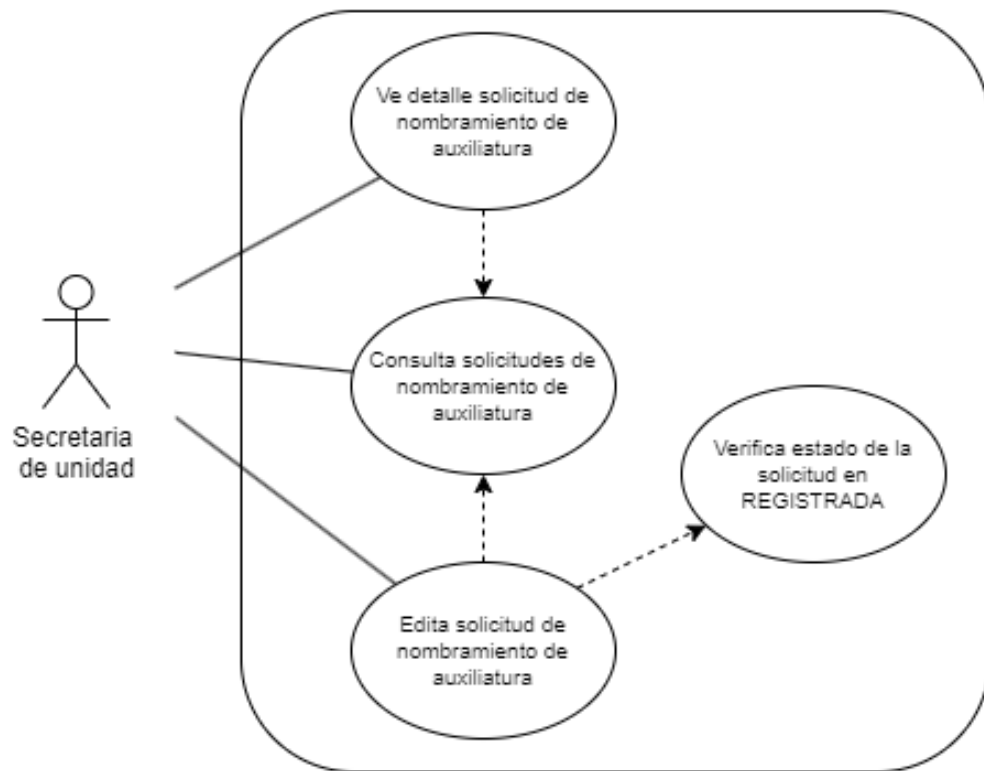 Ve detalle solicitud de
nombramiento de
auxiliatura
Consulta solicitudes de
nombramiento de
auxiliatura
Secretaria
de unidad
Verifica estado de la
solicitud en
REGISTRADA
Edita solicitud de
nombramiento de
auxiliatura